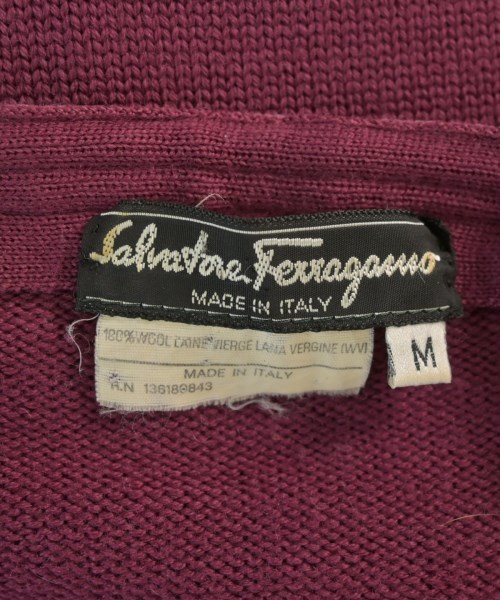 Salvatore Ferragamo
MADE IN ITALY
100% WOOL LAINE VIERGE LANA VERGINE (WV)
MADE IN ITALY
R.N 136189843
M